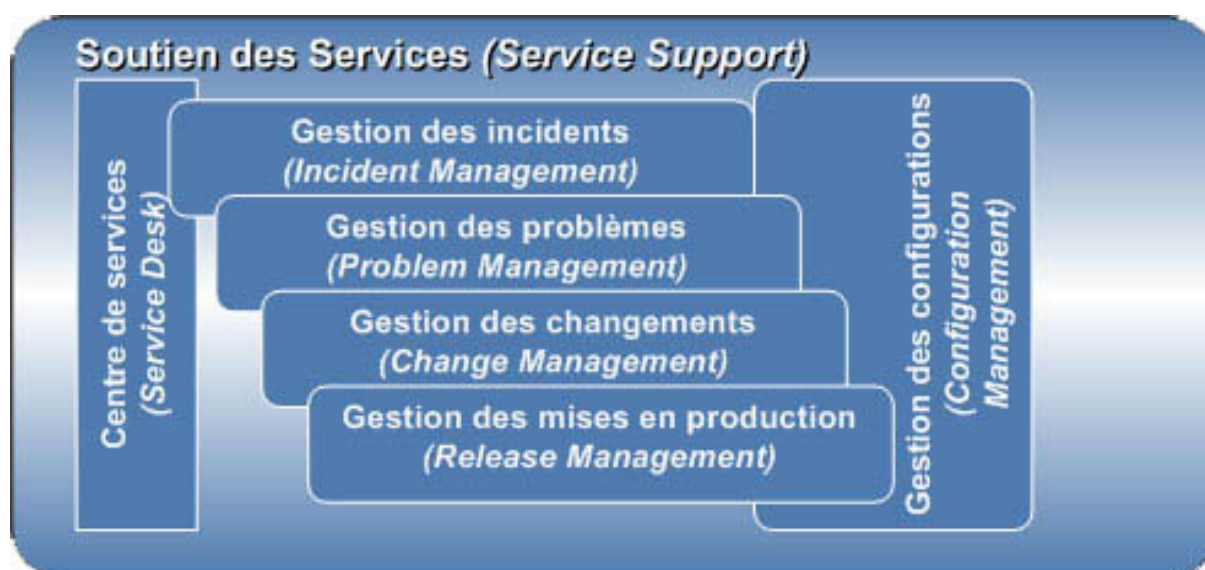 Soutien des Services (Service Support)
Centre de services
(Service Desk)
Gestion des incidents
(Incident Management)
Gestion des problèmes
(Problem Management)
Gestion des changements
(Change Management)
Gestion des mises en production
(Release Management)
Gestion des configurations
(Configuration
Management)